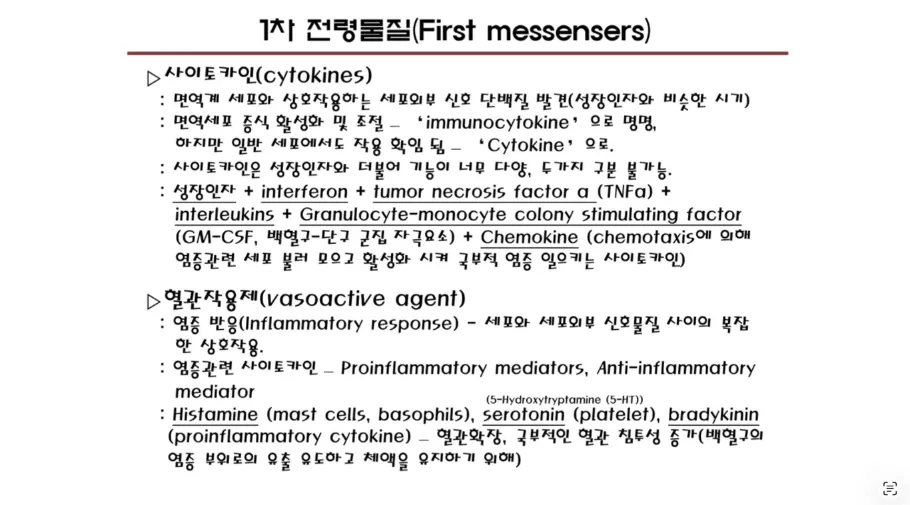 1차 전령물질(First messensers)
▷사이토카인(cytokines)
: 면역계 세포와 상호작용하는 세포외부 신호 단백질 발견(성장인자와 비슷한 시기)
: 면역세포 증식 활성화 및 조절 – ‘immunocytokine’으로 명명,
하지만 일반 세포에서도 작용 확임 됨 – ‘Cytokine’으로.
: 사이토카인은 성장인자와 더불어 기능이 너무 다양, 두가지 구분 불가능.
: 성장인자 + interferon + tumor necrosis factor a (TNFa) +
interleukins + Granulocyte-monocyte colony stimulating factor
(GM-CSF, 백혈구-단구 군집 자극요소) + Chemokine (chemotaxis에 의해
염증관련 세포 불러 모으고 활성화 시켜 국부적 염증 일으키는 사이토카인)
▷혈관작용제(vasoactive agent)
: 염증 반응(Inflammatory response) - 세포와 세포외부 신호물질 사이의 복잡
한 상호작용.
: 염증관련 사이토카인 – Proinflammatory mediators, Anti-inflammatory
mediator
(5-Hydroxytryptamine (5-HT))
: Histamine (mast cells, basophils), serotonin (platelet), bradykinin
(proinflammatory cytokine) – 혈관확장, 국부적인 혈관 침투성 증가(백혈구의
염증 부위로의 유출 유도하고 체액을 유지하기 위해)